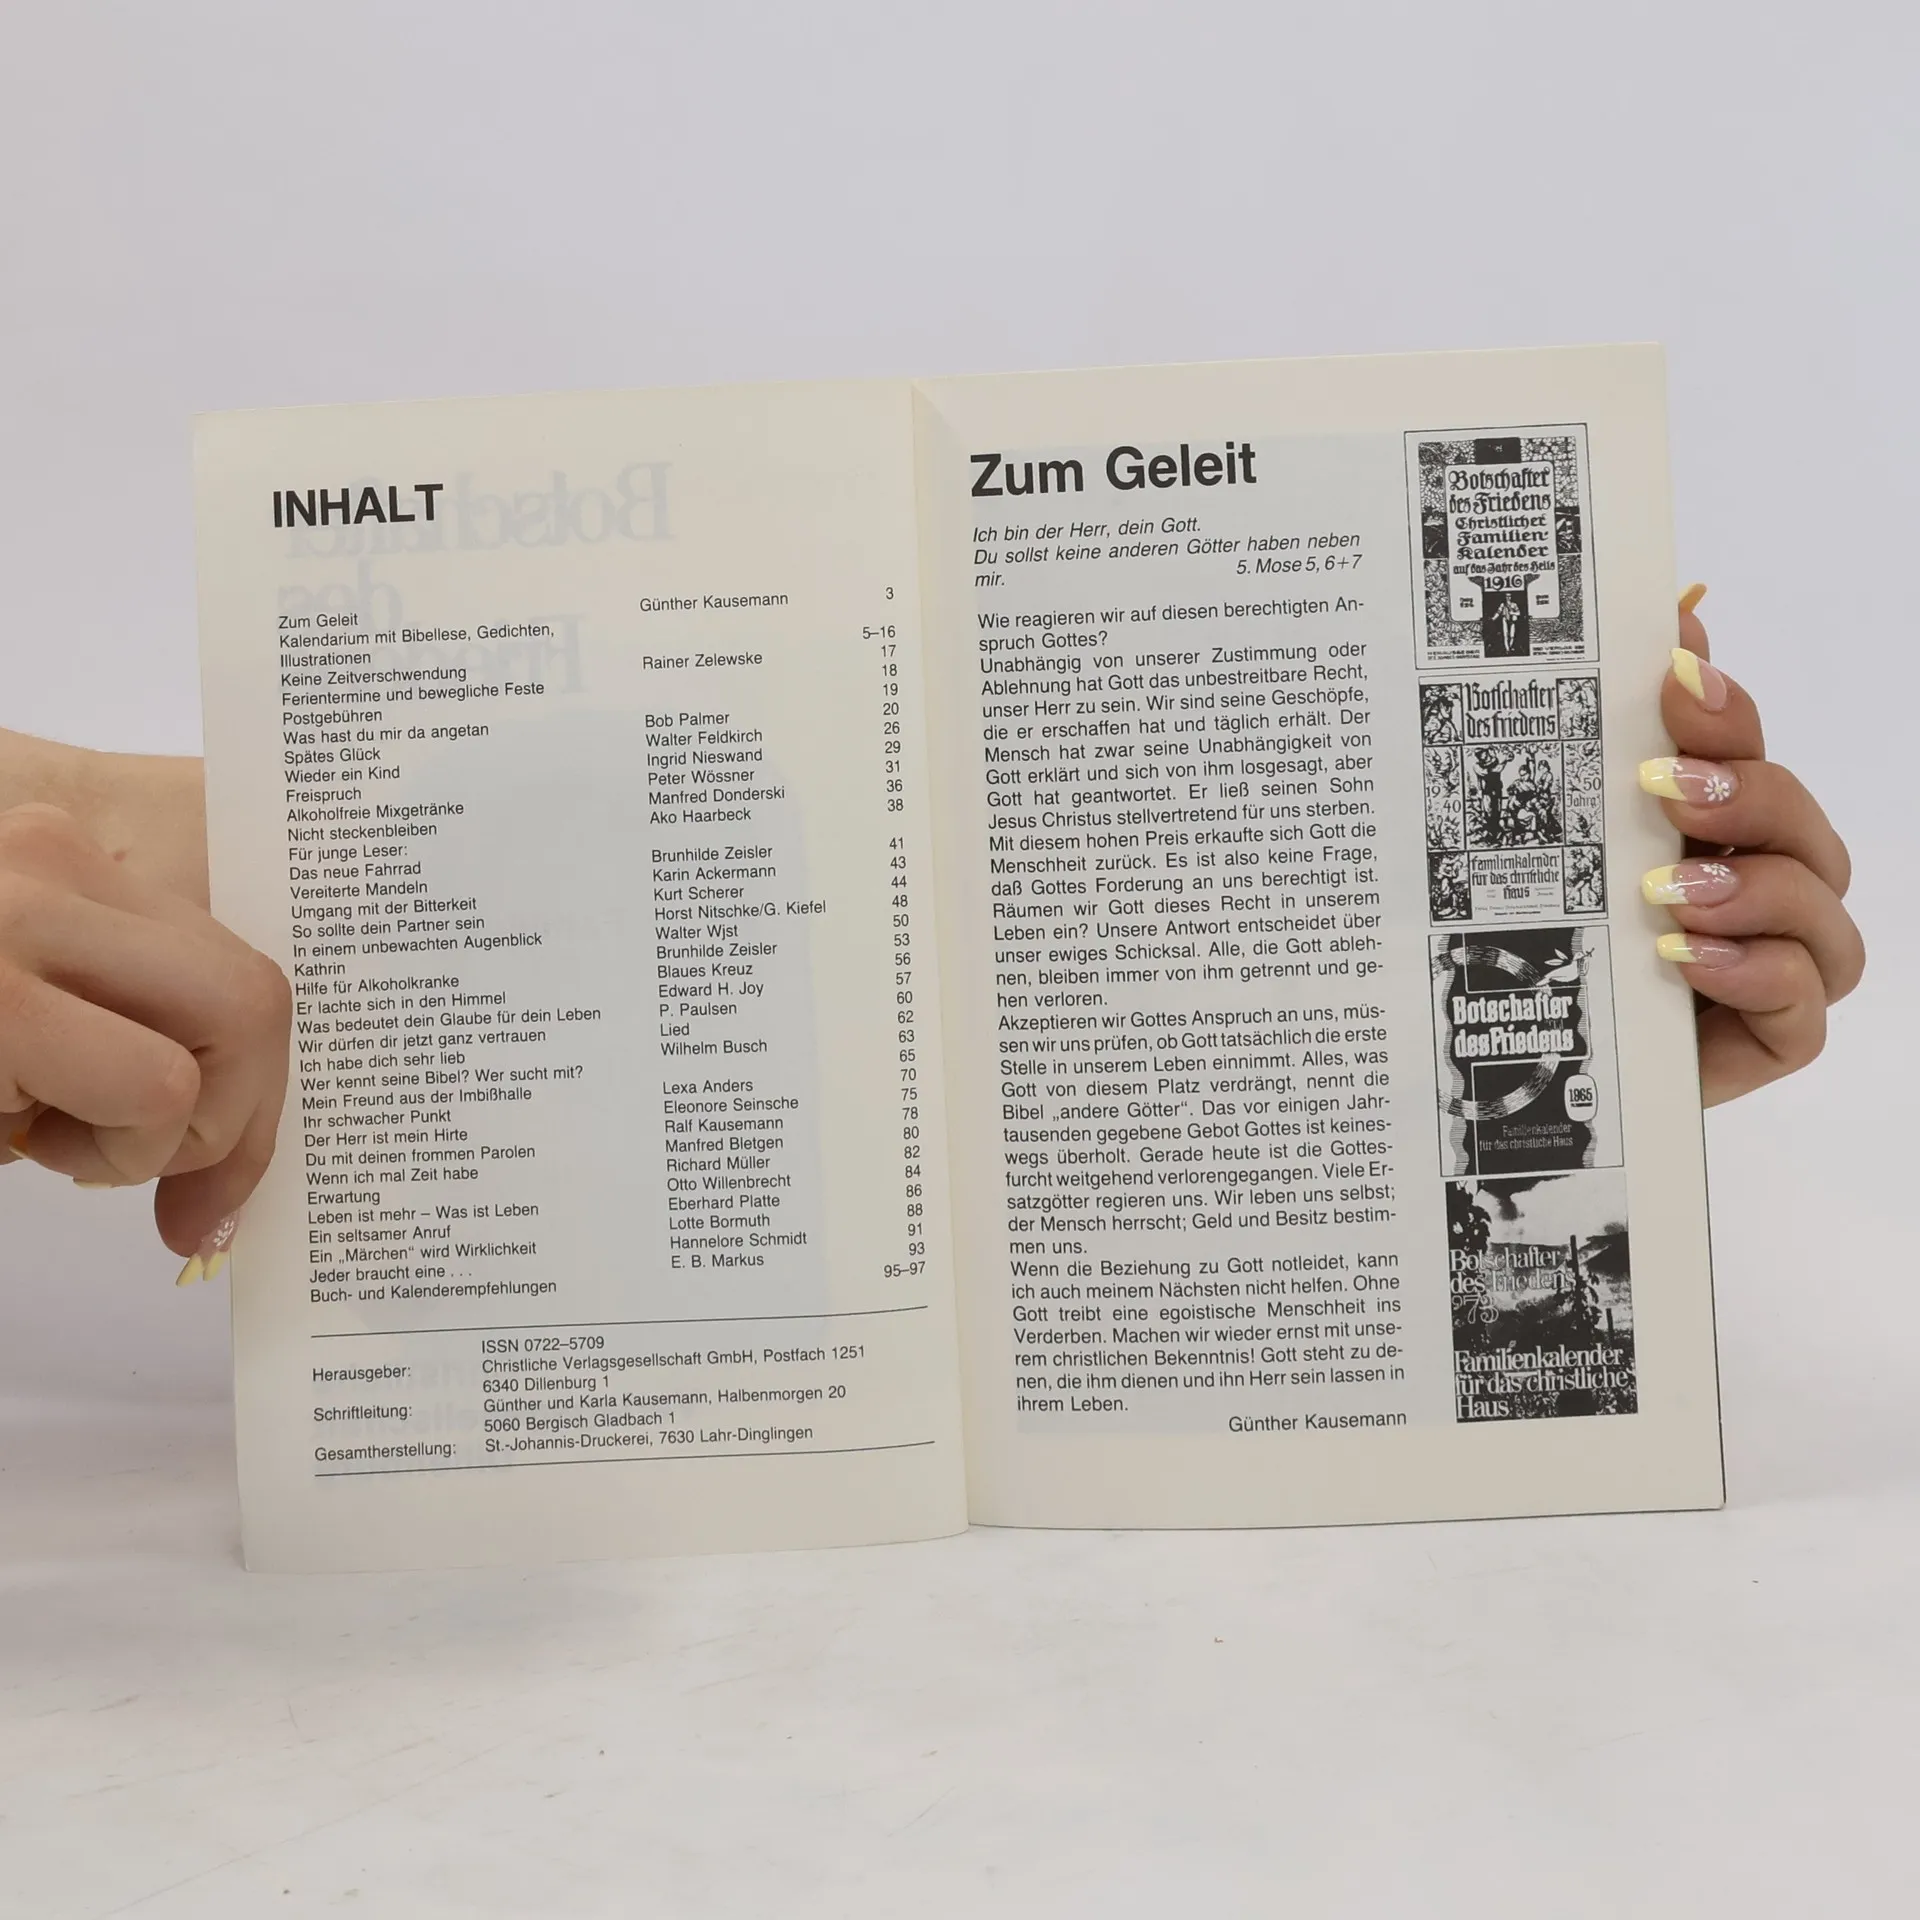 INHALT
Zum Geleit Günther Kausemann 3
Kalendarium mit Bibellese, Gedichten,
Illustrationen 5–16
Keine Zeitverschwendung Rainer Zelewske 17
Ferientermine und bewegliche Feste 18
Postgebühren 19
Was hast du mir da angetan Bob Palmer 20
Spätes Glück Walter Feldkirch 26
Wieder ein Kind Ingrid Nieswand 29
Freispruch Peter Wössner 31
Alkoholfreie Mixgetränke Manfred Donderski 36
Nicht steckenbleiben Ako Haarbeck 38
Für junge Leser:
Das neue Fahrrad Brunhilde Zeisler 41
Vereiterte Mandeln Karin Ackermann 43
Umgang mit der Bitterkeit Kurt Scherer 44
So sollte dein Partner sein Horst Nitschke/G. Kiefel 48
In einem unbewachten Augenblick Walter Wjst 50
Kathrin Brunhilde Zeisler 53
Hilfe für Alkoholkranke Blaues Kreuz 56
Er lachte sich in den Himmel Edward H. Joy 57
Was bedeutet dein Glaube für dein Leben P. Paulsen 60
Wir dürfen dir jetzt ganz vertrauen Lied 62
Ich habe dich sehr lieb Wilhelm Busch 63
Wer kennt seine Bibel? Wer sucht mit? 65
Mein Freund aus der Imbißhalle Lexa Anders 70
Ihr schwacher Punkt Eleonore Seinsche 75
Der Herr ist mein Hirte Ralf Kausemann 78
Du mit deinen frommen Parolen Manfred Bletgen 80
Wenn ich mal Zeit habe Richard Müller 82
Erwartung Otto Willenbrecht 84
Leben ist mehr – Was ist Leben Eberhard Platte 86
Ein seltsamer Anruf Lotte Bormuth 88
Ein „Märchen“ wird Wirklichkeit Hannelore Schmidt 91
Jeder braucht eine . . . E. B. Markus 93
Buch- und Kalenderempfehlungen 95–97
ISSN 0722–5709
Herausgeber: Christliche Verlagsgesellschaft GmbH, Postfach 1251
6340 Dillenburg 1
Schriftleitung: Günther und Karla Kausemann, Halbenmorgen 20
5060 Bergisch Gladbach 1
Gesamtherstellung: St.-Johannis-Druckerei, 7630 Lahr-Dinglingen
Zum Geleit
Ich bin der Herr, dein Gott.
Du sollst keine anderen Götter haben neben
mir. 5. Mose 5, 6+7
Wie reagieren wir auf diesen berechtigten An-
spruch Gottes?
Unabhängig von unserer Zustimmung oder
Ablehnung hat Gott das unbestreitbare Recht,
unser Herr zu sein. Wir sind seine Geschöpfe,
die er erschaffen hat und täglich erhält. Der
Mensch hat zwar seine Unabhängigkeit von
Gott erklärt und sich von ihm losgesagt, aber
Gott hat geantwortet. Er ließ seinen Sohn
Jesus Christus stellvertretend für uns sterben.
Mit diesem hohen Preis erkaufte sich Gott die
Menschheit zurück. Es ist also keine Frage,
daß Gottes Forderung an uns berechtigt ist.
Räumen wir Gott dieses Recht in unserem
Leben ein? Unsere Antwort entscheidet über
unser ewiges Schicksal. Alle, die Gott ableh-
nen, bleiben immer von ihm getrennt und ge-
hen verloren.
Akzeptieren wir Gottes Anspruch an uns, müs-
sen wir uns prüfen, ob Gott tatsächlich die erste
Stelle in unserem Leben einnimmt. Alles, was
Gott von diesem Platz verdrängt, nennt die
Bibel „andere Götter“. Das vor einigen Jahr-
tausenden gegebene Gebot Gottes ist keines-
wegs überholt. Gerade heute ist die Gottes-
furcht weitgehend verlorengegangen. Viele Er-
satzgötter regieren uns. Wir leben uns selbst;
der Mensch herrscht; Geld und Besitz bestim-
men uns.
Wenn die Beziehung zu Gott notleidet, kann
ich auch meinem Nächsten nicht helfen. Ohne
Gott treibt eine egoistische Menschheit ins
Verderben. Machen wir wieder ernst mit unse-
rem christlichen Bekenntnis! Gott steht zu de-
nen, die ihm dienen und ihn Herr sein lassen in
ihrem Leben.
Günther Kausemann
Botschafter
des Friedens
Christlicher
Familien-
Kalender
auf das Jahr des Heils
1916
Botschafter
des Friedens
19 50
40 Jahrg
Familienkalender
für das christliche
Haus
Botschafter
des Friedens
1965
Familienkalender
für das christliche Haus
Botschafter
des Friedens
1973
Familienkalender
für das christliche
Haus